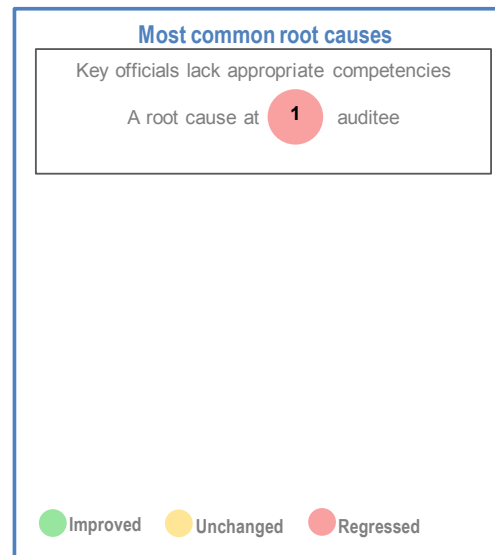 Most common root causes
Key officials lack appropriate competencies
A root cause at 1 auditee
Improved Unchanged Regressed